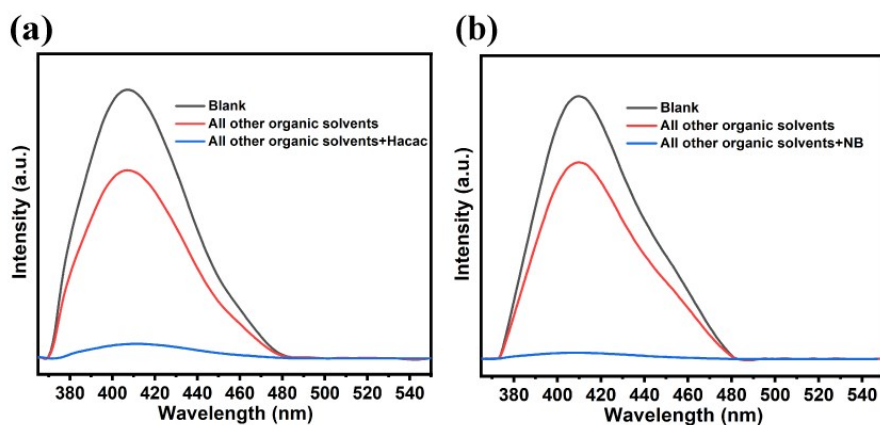 (a)
Blank
All other organic solvents
All other organic solvents+Hacac
Intensity (a.u.)
380 400 420 440 460 480 500 520 540
Wavelength (nm)
(b)
Blank
All other organic solvents
All other organic solvents+NB
Intensity (a.u.)
380 400 420 440 460 480 500 520 540
Wavelength (nm)